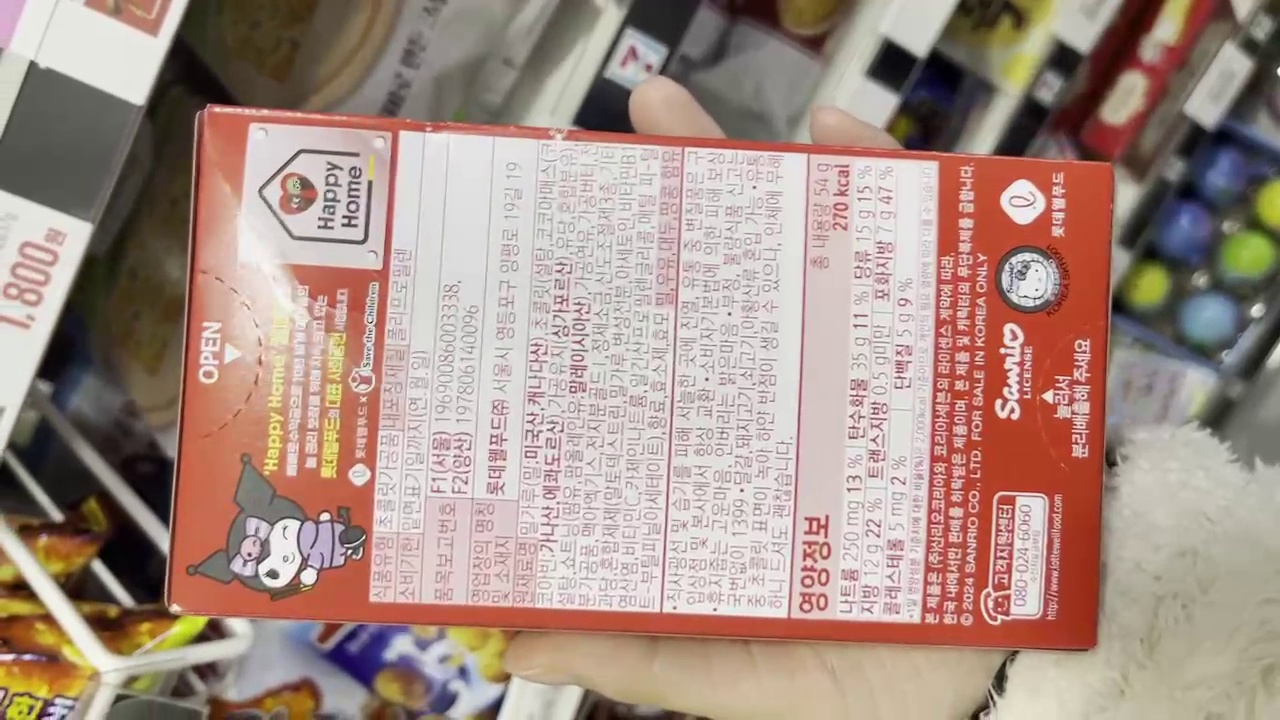 1,800원
OPEN
'Happy Home'
빼빼로수익금으로 10년 넘게
놀 권리 보장을 위해 지속되고 있는
롯데웰푸드의 대표 사회공헌 사업입니다.
Happy
Home
롯데웰푸드 x Save the Children
식품유형 초콜릿가공품 내포장재질 폴리프로필렌
소비기한 밑면표기일까지(연.월.일)
품목보고번호 F1(서울) 19690086003338,
F2(양산) 197806140096
영업장의 명칭
및 소재지
롯데웰푸드㈜ 서울시 영등포구 양평로 19길 19
원재료명 밀가루(밀:미국산,캐나다산),초콜릿(설탕,코코아매스(코
코아빈:가나산,에콰도르산),가공유지(싱가포르산),유당,혼합분유)
설탕,쇼트닝(팜유,팜올레인유:말레이시아산),가공연유,가공버터,전
분가공품,맥아엑기스,전지분골드Ⅰ,정제소금,산도조절제3종,기타
과당,혼합제제(말토덱스트린,밀가루,변성전분,아세토인,비타민B1
염산염,비타민C,카제인나트륨,알긴산프로필렌글리콜,메틸 피-털
트-부틸피닐아세테이트),향료,효소제,효모 밀,우유,대두,땅콩 함유
•직사광선 및 습기를 피해 서늘한 곳에 진열, 유통 중 변질품은 구
입상점 및 본사에서 항상 교환 •소비자기본법에 의한 피해 보상
•휴지줍는 고운마음, 안버리는 밝은마음 •부정, 불량식품 신고는
국번없이 1399 •달걀,돼지고기,쇠고기,아황산류 혼입 가능 •유통
중 초콜릿 표면이 녹아 하얀 반점이 생길 수 있으나, 인체에 무해
하니 드셔도 괜찮습니다.
영양정보
총 내용량 54 g
270 kcal
나트륨 250 mg 13 % 탄수화물 35 g 11 % 당류 15 g 15 %
지방 12 g 22 % 트랜스지방 0.5 g미만 포화지방 7 g 47 %
콜레스테롤 5 mg 2 % 단백질 5 g 9 %
*1일 영양성분 기준치에 대한 비율(%)은 2,000kcal 기준이므로 개인의 필요 열량에 따라 다를 수 있습니다.
본 제품은 (주)산리오코리아와 코리아세븐의 라이센스 계약에 따라,
한국 내에서만 판매를 허락받은 제품이며, 본 제품 및 캐릭터의 무단복제를 금합니다.
© 2024 SANRIO CO., LTD. FOR SALE IN KOREA ONLY
고객지원센터
080-024-6060
수신자요금부담
http://www.lottewellfood.com
Sanrio
LICENSE
눌러서
분리배출해 주세요
Sanrio
롯데웰푸드
7